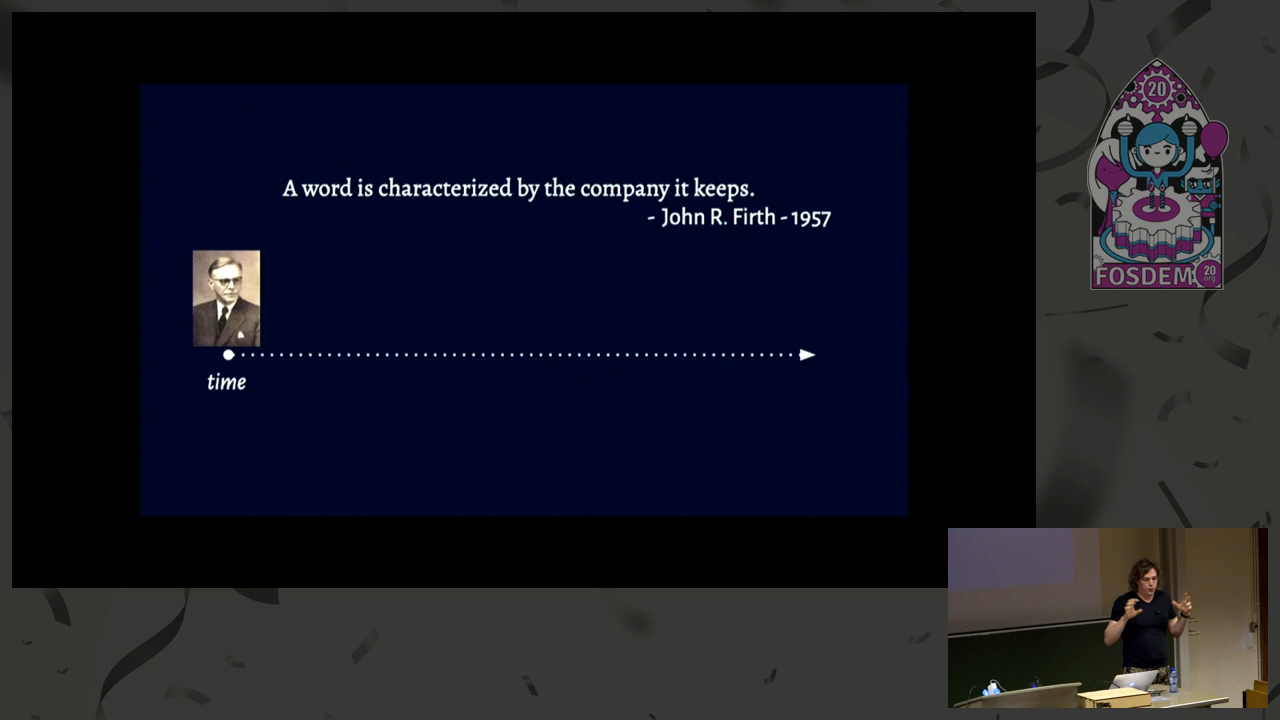 A word is characterized by the company it keeps.
- John R. Firth - 1957
time
20
FOSDEM
20
org